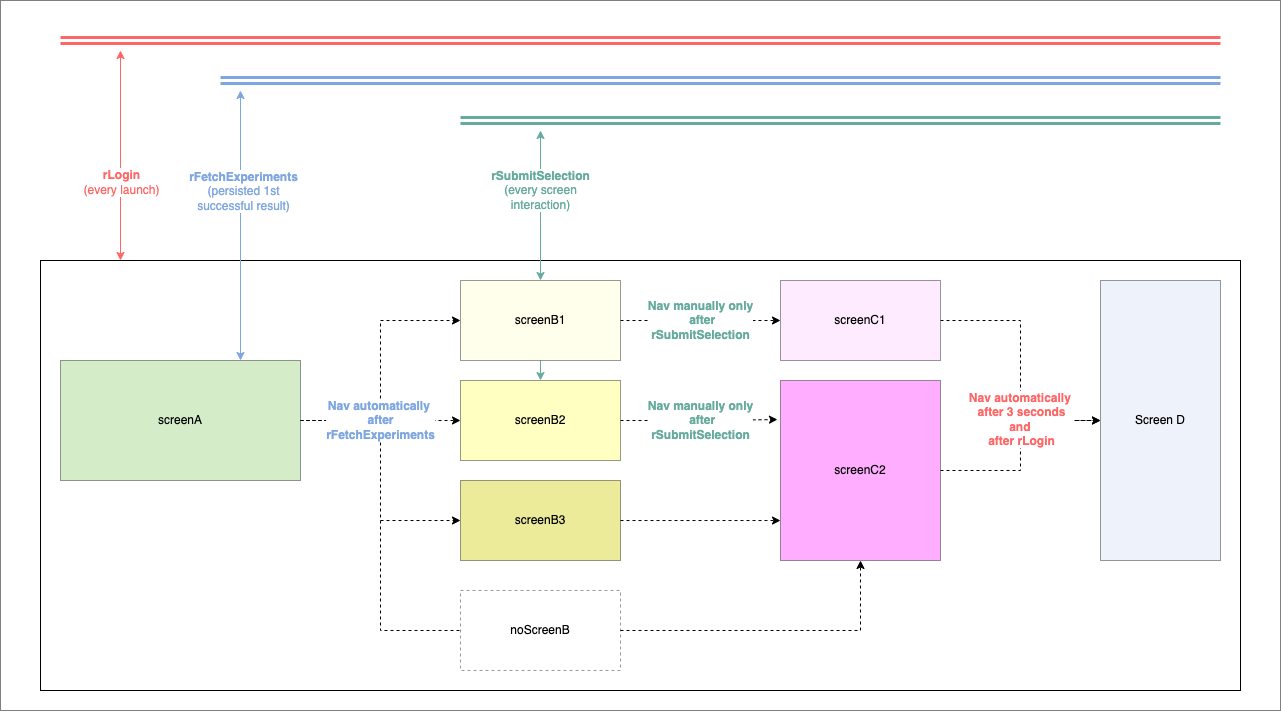 rLogin
(every launch)
rFetchExperiments
(persisted 1st
successful result)
rSubmitSelection
(every screen
interaction)
screenA
Nav automatically
after
rFetchExperiments
screenB1
Nav manually only
after
rSubmitSelection
screenC1
screenB2
Nav manually only
after
rSubmitSelection
screenC2
screenB3
noScreenB
Nav automatically
after 3 seconds
and
after rLogin
Screen D